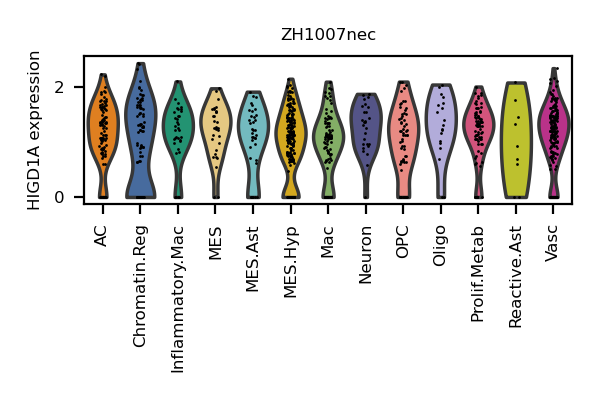 ZH1007nec
HIGD1A expression
2
0
AC
Chromatin.Reg
Inflammatory.Mac
MES
MES.Ast
MES.Hyp
Mac
Neuron
OPC
Oligo
Prolif.Metab
Reactive.Ast
Vasc